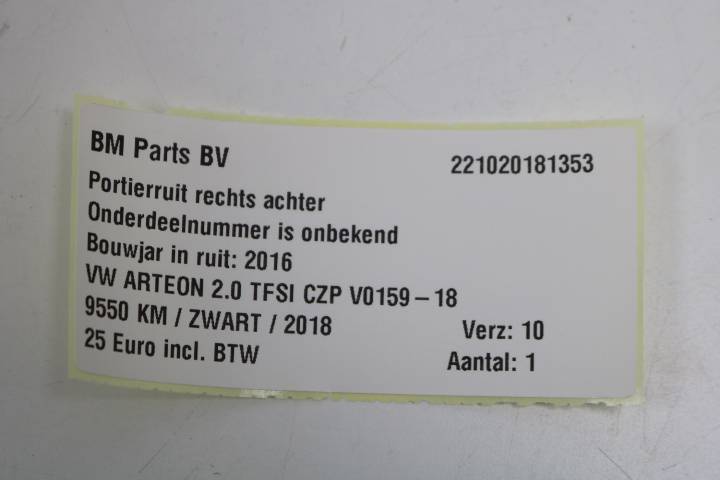 BM Parts BV 221020181353
Portierruit rechts achter
Onderdeelnummer is onbekend
Bouwjar in ruit: 2016
VW ARTEON 2.0 TFSI CZP V0159-18
9550 KM / ZWART / 2018 Verz: 10
25 Euro incl. BTW Aantal: 1